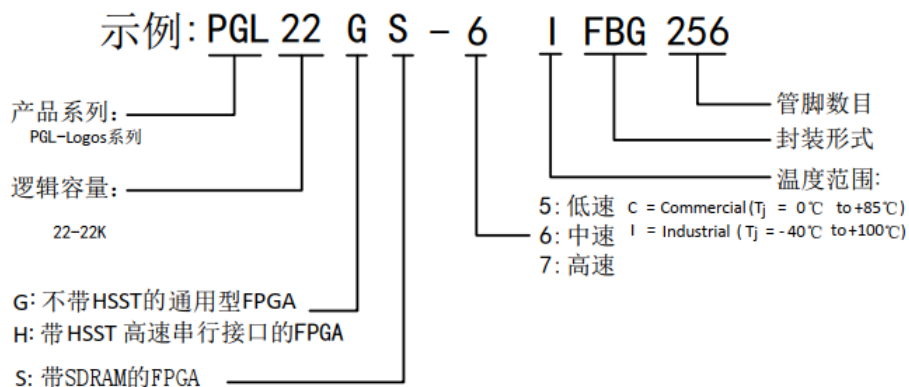 示例: PGL 22 G S - 6 I FBG 256
产品系列:
PGL-Logos系列
逻辑容量:
22-22K
G: 不带HSST的通用型FPGA
H: 带HSST 高速串行接口的FPGA
S: 带SDRAM的FPGA
管脚数目
封装形式
温度范围:
5: 低速 C = Commercial (Tj = 0℃ to +85℃)
6: 中速 I = Industrial (Tj = -40℃ to +100℃)
7: 高速